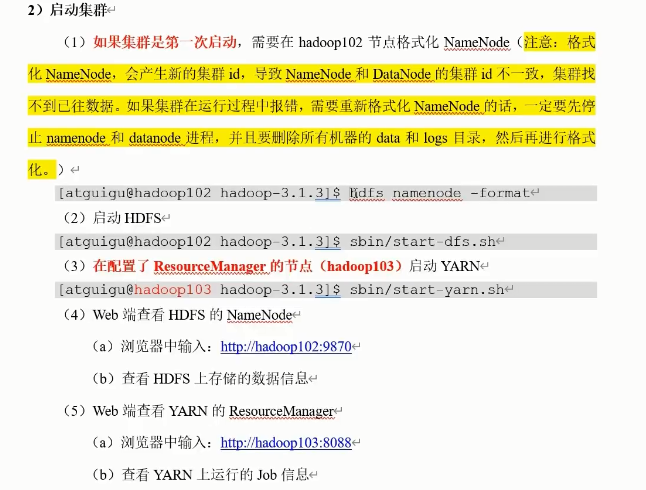 2）启动集群
（1）如果集群是第一次启动，需要在 hadoop102 节点格式化 NameNode（注意：格式
化 NameNode，会产生新的集群 id，导致 NameNode 和 DataNode 的集群 id 不一致，集群找
不到已往数据。如果集群在运行过程中报错，需要重新格式化 NameNode 的话，一定要先停
止 namenode 和 datanode 进程，并且要删除所有机器的 data 和 logs 目录，然后再进行格式
化。）
[atguigu@hadoop102 hadoop-3.1.3]$ hdfs namenode -format
（2）启动 HDFS
[atguigu@hadoop102 hadoop-3.1.3]$ sbin/start-dfs.sh
（3）在配置了 ResourceManager 的节点（hadoop103）启动 YARN
[atguigu@hadoop103 hadoop-3.1.3]$ sbin/start-yarn.sh
（4）Web 端查看 HDFS 的 NameNode
（a）浏览器中输入：http://hadoop102:9870
（b）查看 HDFS 上存储的数据信息
（5）Web 端查看 YARN 的 ResourceManager
（a）浏览器中输入：http://hadoop103:8088
（b）查看 YARN 上运行的 Job 信息